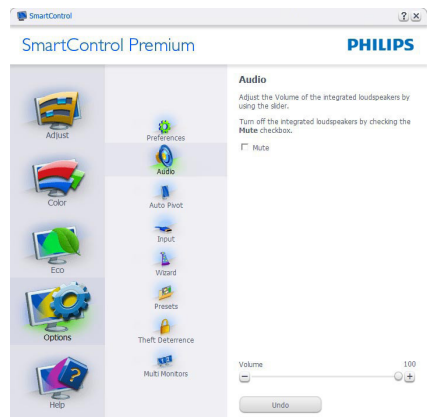 SmartControl
SmartControl Premium
PHILIPS
Adjust
Color
Eco
Options
Help
Preferences
Audio
Auto Pivot
Input
Wizard
Presets
Theft Deterrence
Multi Monitors
Audio
Adjust the Volume of the integrated loudspeakers by
using the slider.
Turn off the integrated loudspeakers by checking the
Mute checkbox.
Mute
Volume 100
Undo